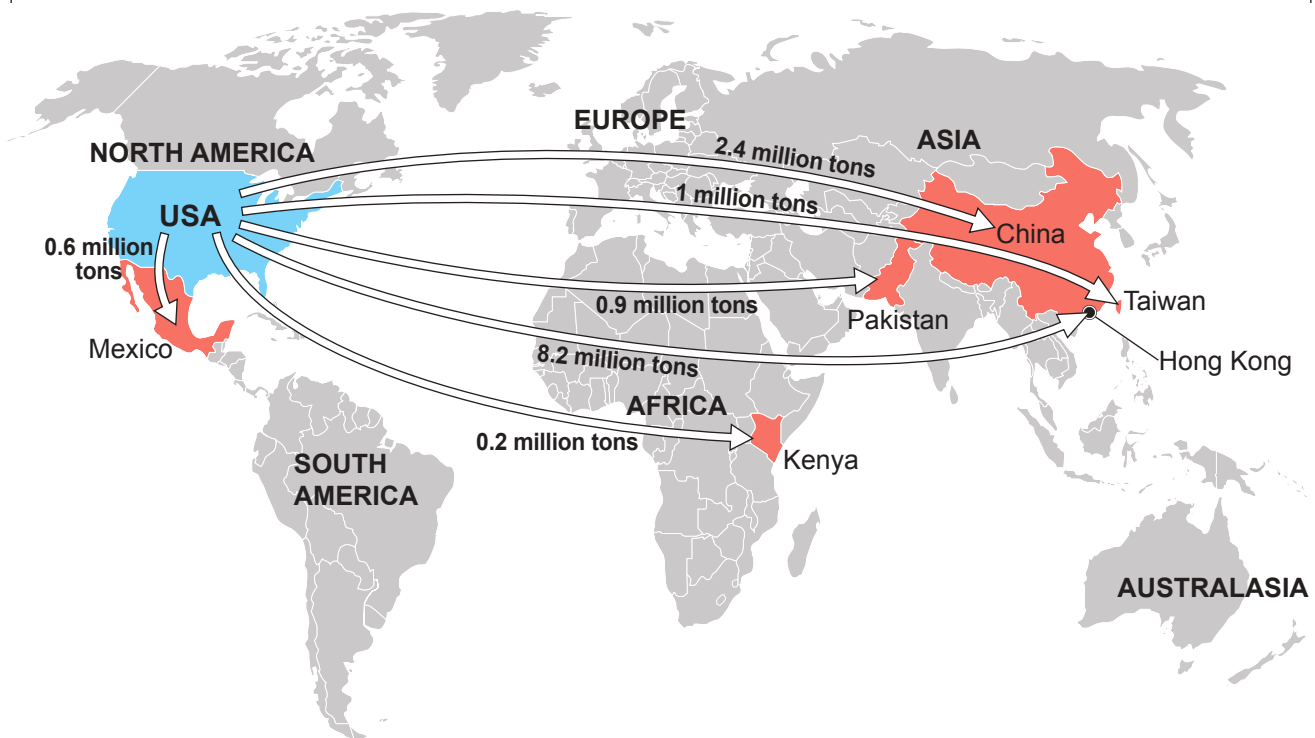 EUROPE
ASIA
NORTH AMERICA
2.4 million tons
1 million tons
USA
China
0.6 million
tons
0.9 million tons
Taiwan
Pakistan
Mexico
8.2 million tons
Hong Kong
AFRICA
0.2 million tons
Kenya
SOUTH
AMERICA
AUSTRALASIA